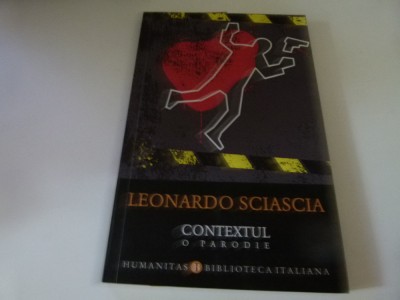 LEONARDO SCIASCIA
CONTEXTUL
O PARODIE
HUMANITAS BIBLIOTECA ITALIANA